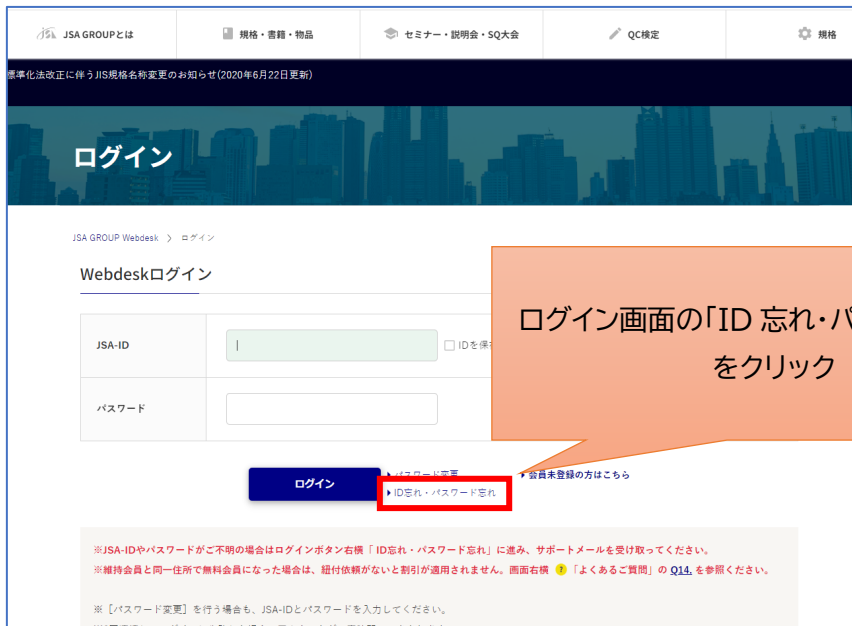 JSA GROUPとは
規格・書籍・物品
セミナー・説明会・SQ大会
QC検定
規格
標準化法改正に伴うJIS規格名称変更のお知らせ(2020年6月22日更新)
ログイン
JSA GROUP Webdesk 〉 ログイン
Webdeskログイン
JSA-ID
IDを保
ログイン画面の「ID 忘れ・パ
をクリック
パスワード
ログイン
パスワード変更
会員未登録の方はこちら
ID忘れ・パスワード忘れ
※JSA-IDやパスワードがご不明の場合はログインボタン右横「 ID忘れ・パスワード忘れ」に進み、サポートメールを受け取ってください。
※維持会員と同一住所で無料会員になった場合は、紐付依頼がないと割引が適用されません。画面右横 ? 「よくあるご質問」の Q14. を参照ください。
※［パスワード変更］を行う場合も、JSA-IDとパスワードを入力してください。